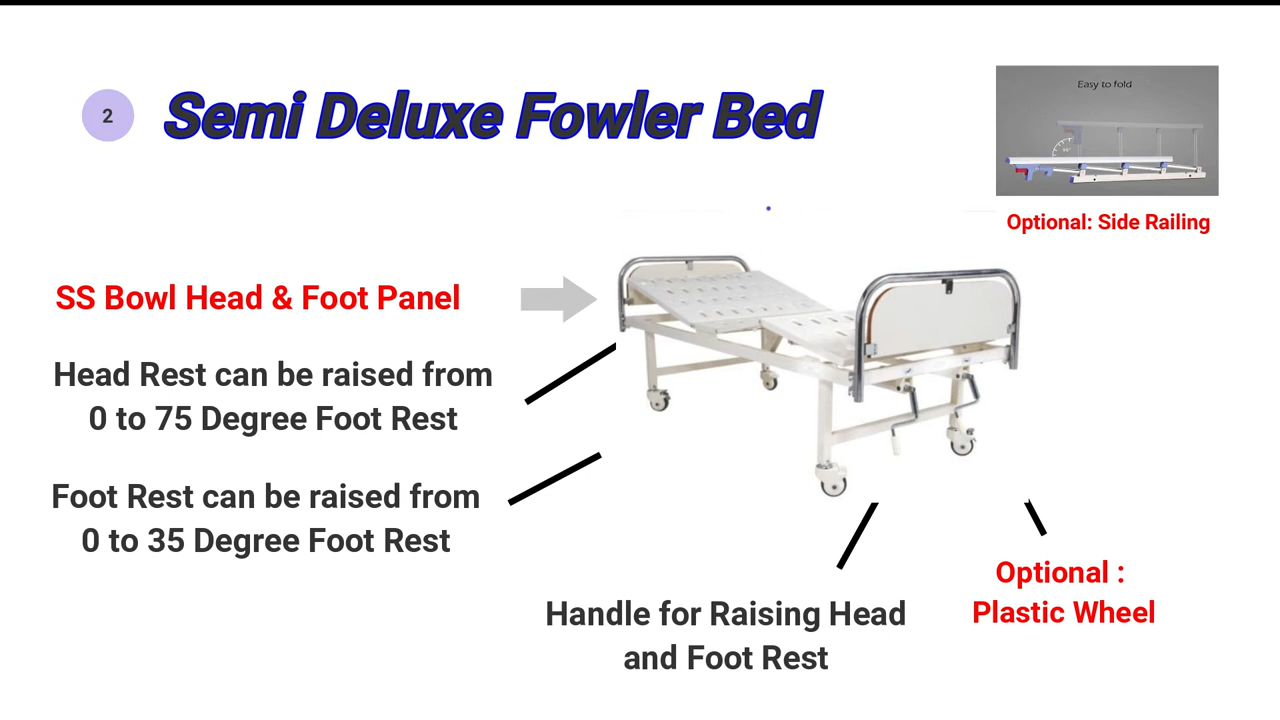 2
Semi Deluxe Fowler Bed
Easy to fold
Optional: Side Railing
SS Bowl Head & Foot Panel
Head Rest can be raised from
0 to 75 Degree Foot Rest
Foot Rest can be raised from
0 to 35 Degree Foot Rest
Handle for Raising Head
and Foot Rest
Optional :
Plastic Wheel